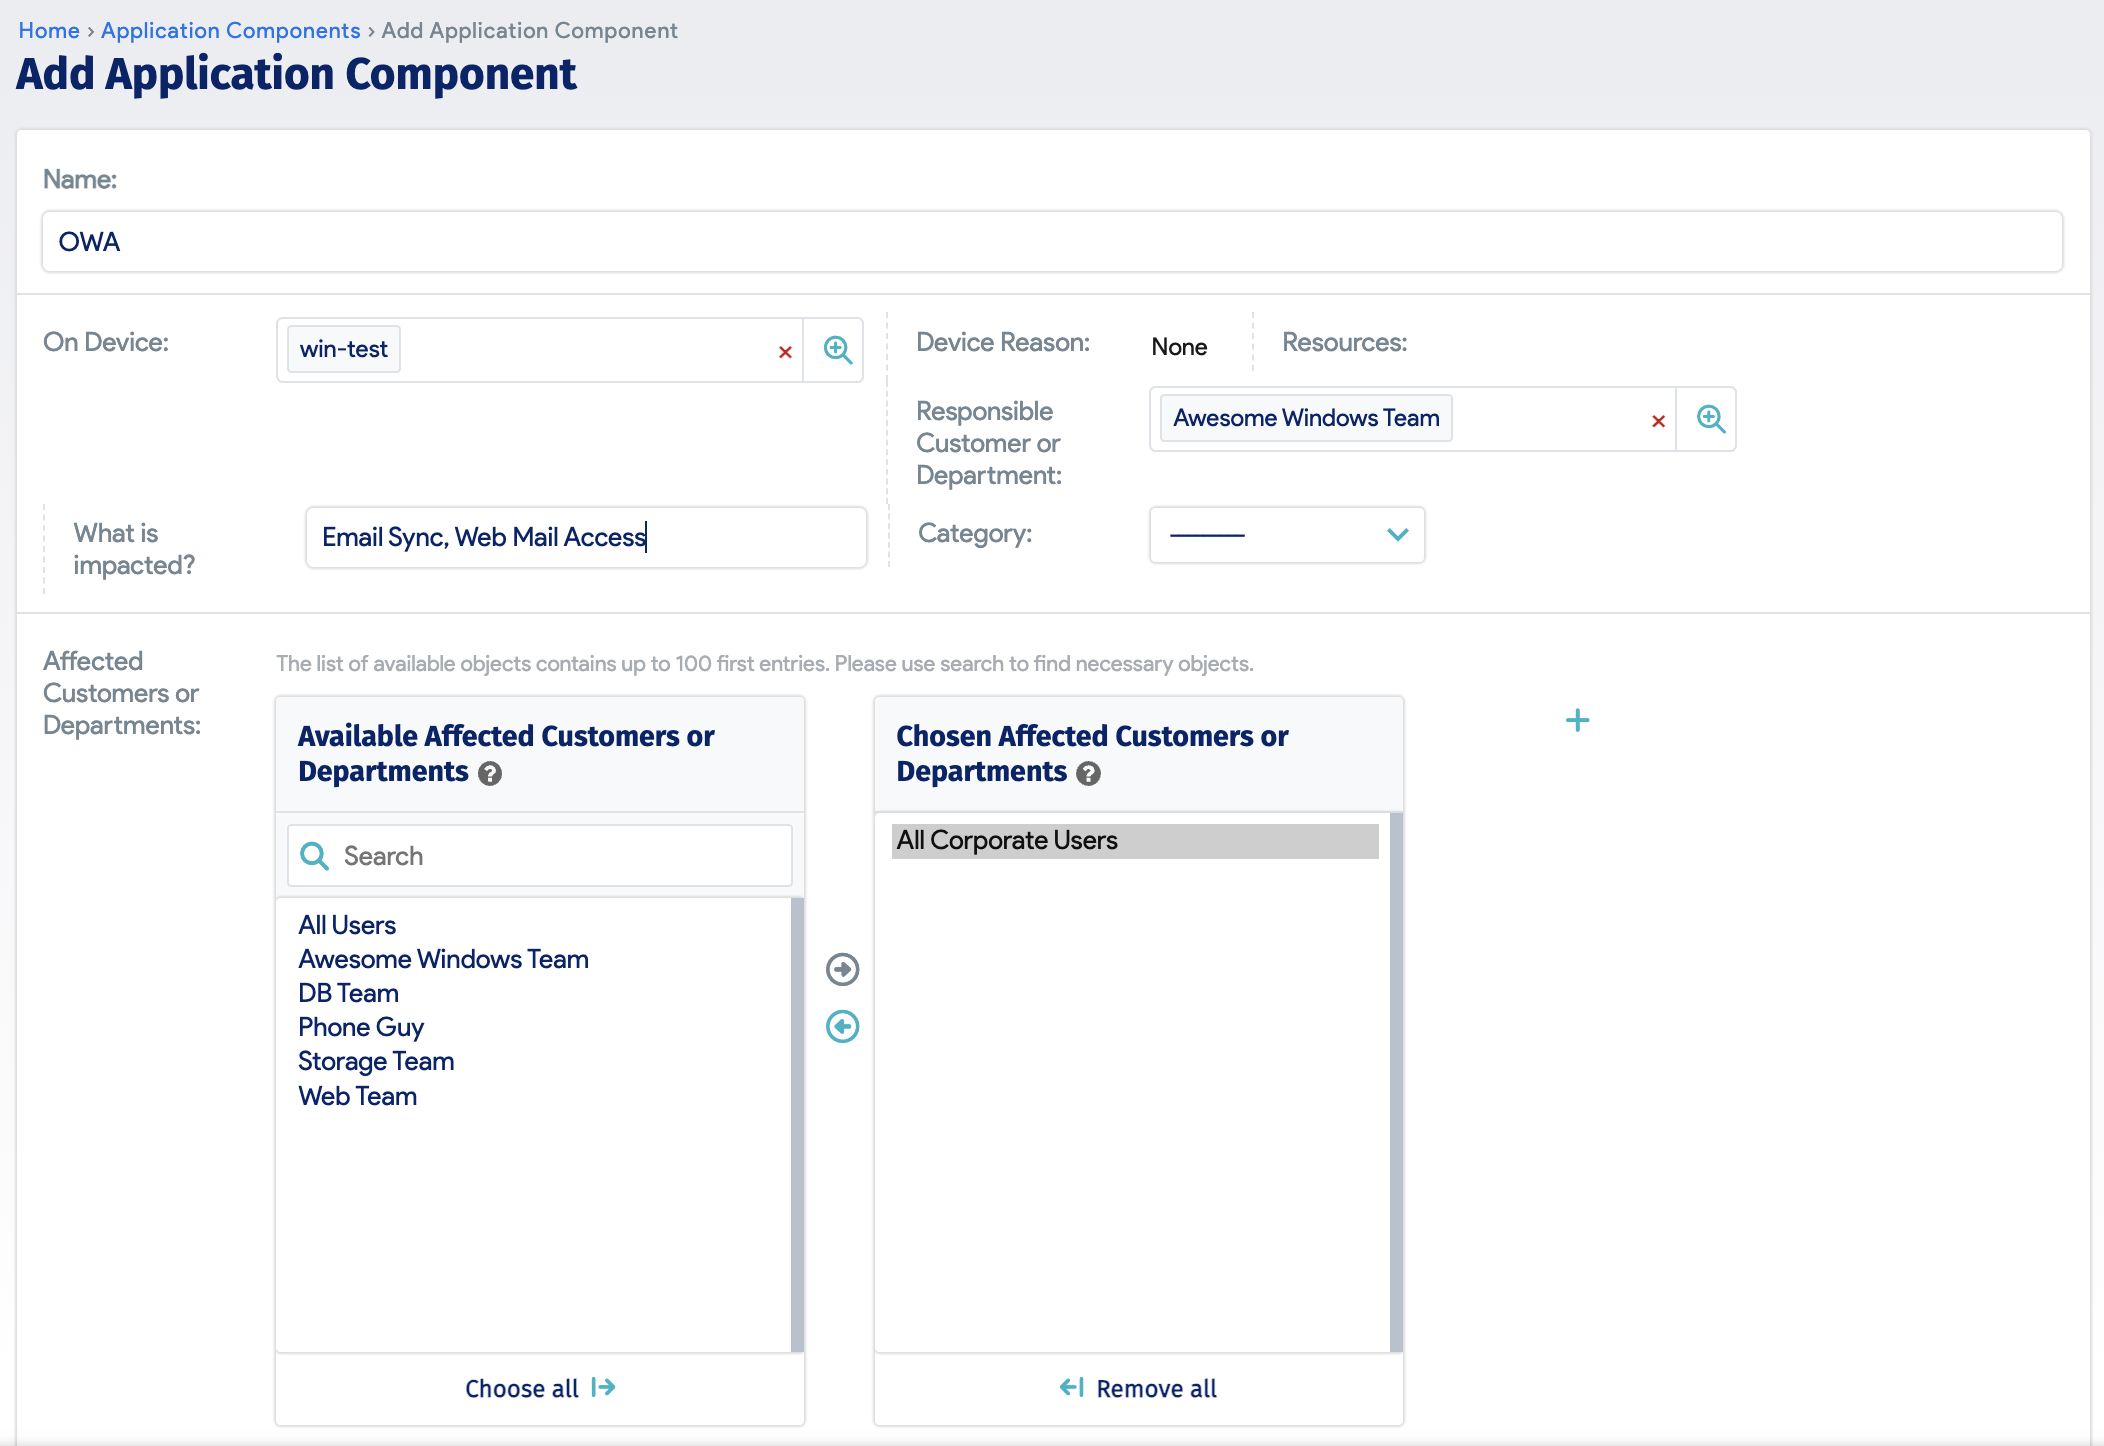 Home › Application Components › Add Application Component
Add Application Component
Name:
OWA
On Device:
win-test
×
Device Reason:
None
Resources:
Responsible
Customer or
Department:
Awesome Windows Team
×
What is
impacted?
Email Sync, Web Mail Access
Category:
---------
Affected
Customers or
Departments:
The list of available objects contains up to 100 first entries. Please use search to find necessary objects.
Available Affected Customers or
Departments ?
Search
All Users
Awesome Windows Team
DB Team
Phone Guy
Storage Team
Web Team
Choose all
Chosen Affected Customers or
Departments ?
All Corporate Users
Remove all